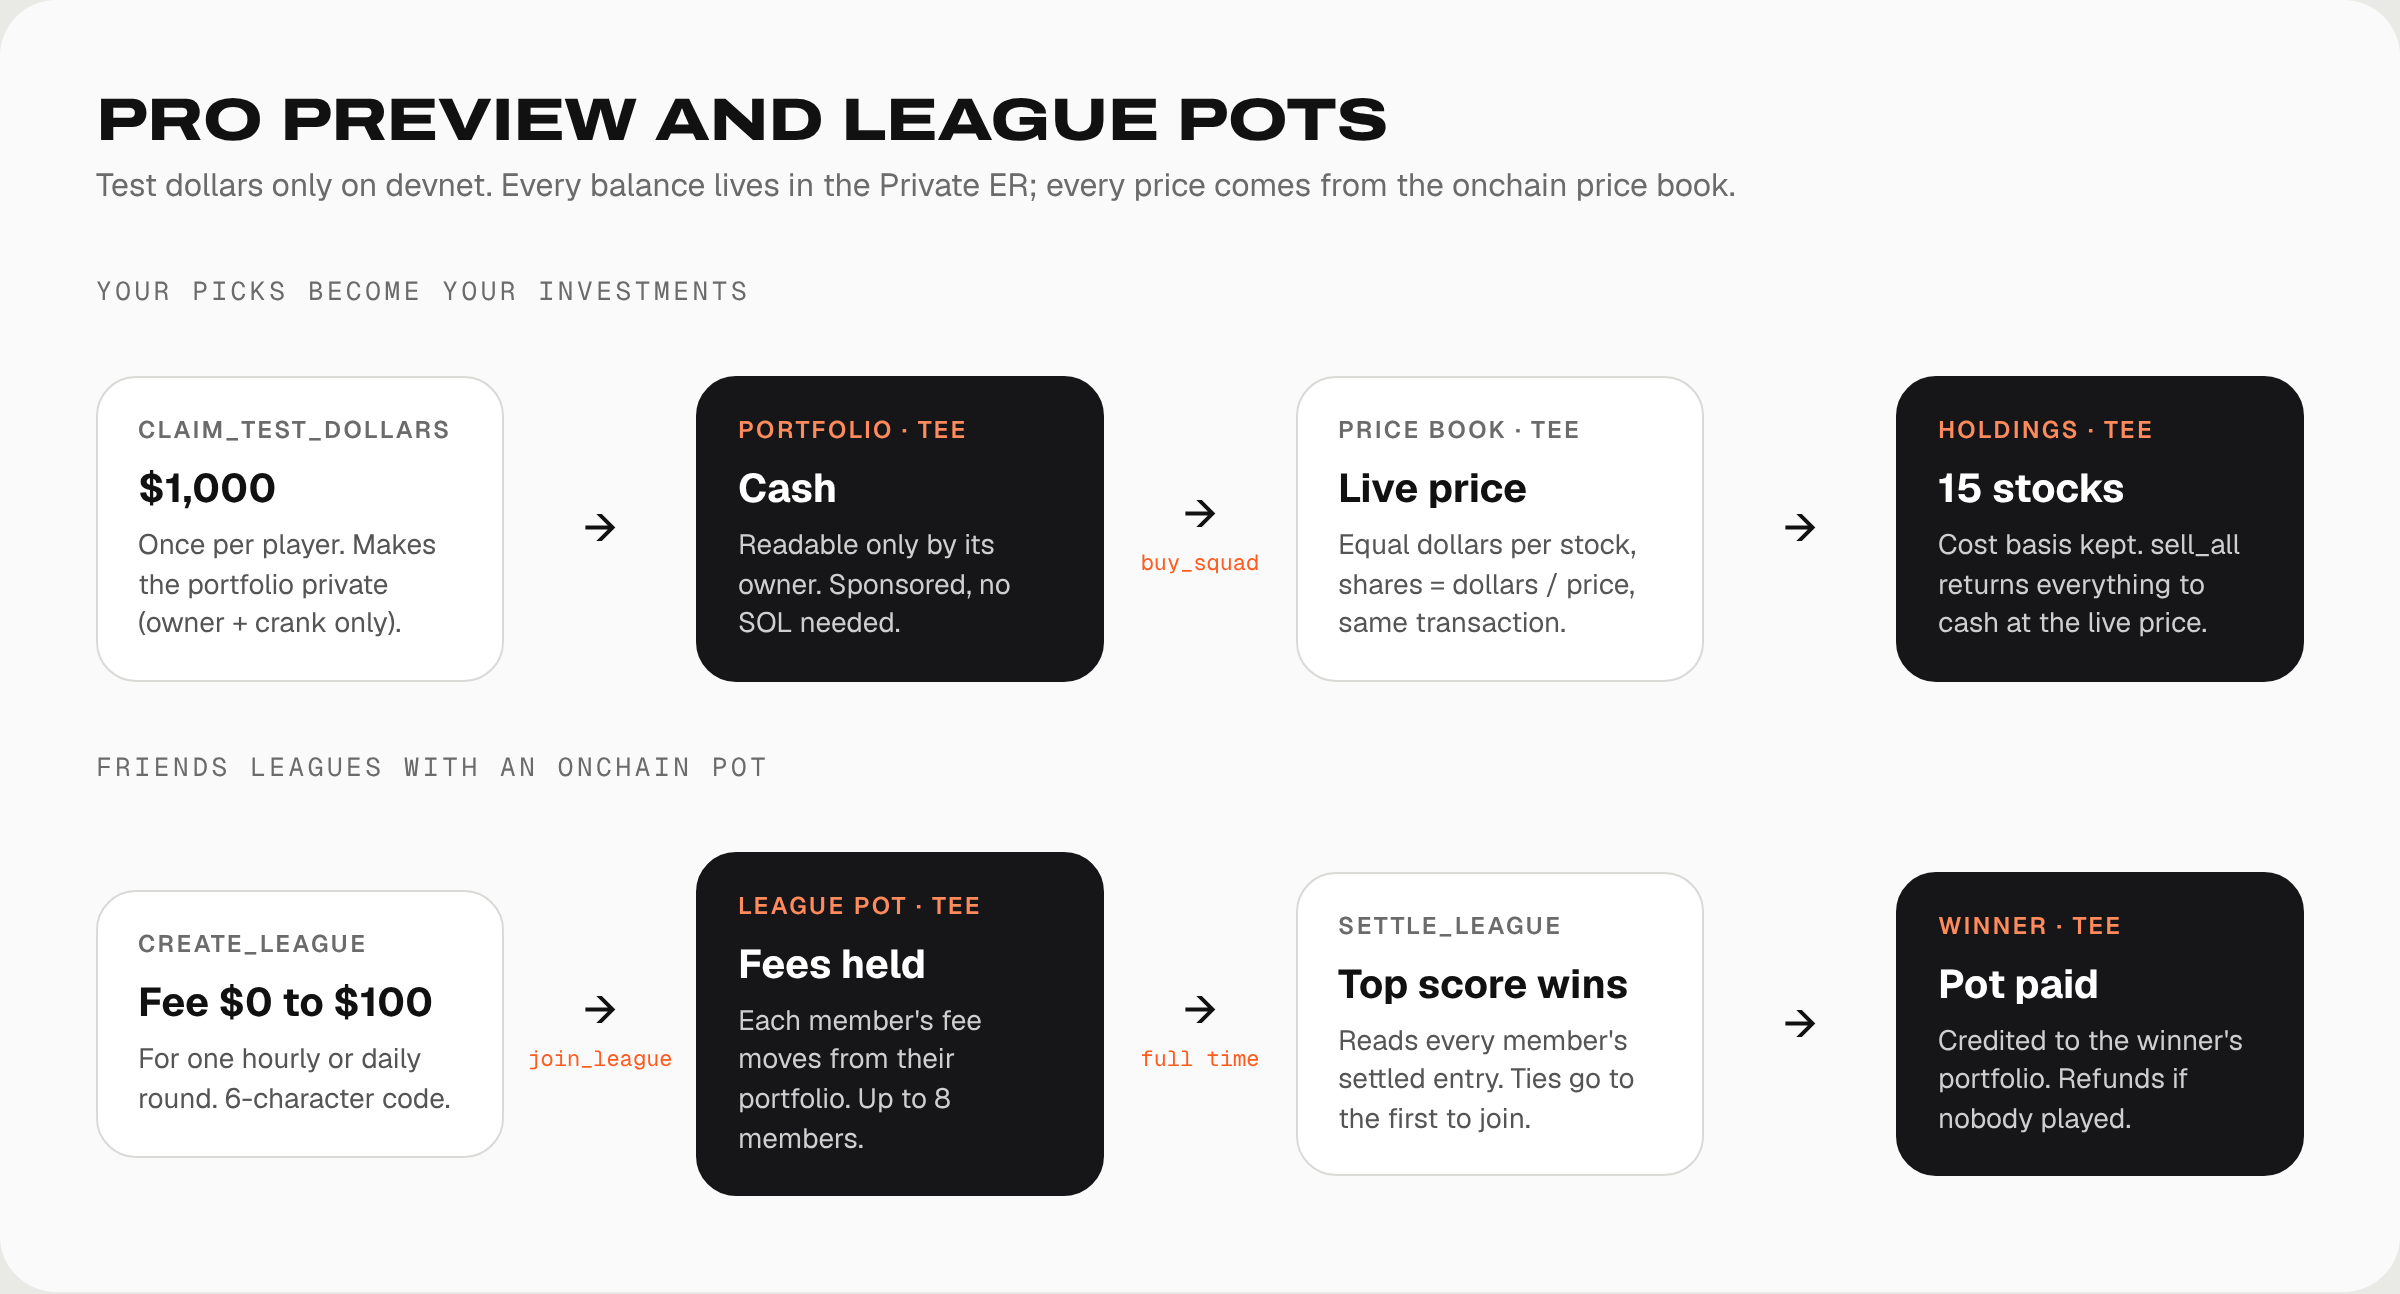 PRO PREVIEW AND LEAGUE POTS
Test dollars only on devnet. Every balance lives in the Private ER; every price comes from the onchain price book.
YOUR PICKS BECOME YOUR INVESTMENTS
CLAIM_TEST_DOLLARS
$1,000
Once per player. Makes
the portfolio private
(owner + crank only).
→
PORTFOLIO · TEE
Cash
Readable only by its
owner. Sponsored, no
SOL needed.
→
buy_squad
PRICE BOOK · TEE
Live price
Equal dollars per stock,
shares = dollars / price,
same transaction.
→
HOLDINGS · TEE
15 stocks
Cost basis kept. sell_all
returns everything to
cash at the live price.
FRIENDS LEAGUES WITH AN ONCHAIN POT
CREATE_LEAGUE
Fee $0 to $100
For one hourly or daily
round. 6-character code.
→
join_league
LEAGUE POT · TEE
Fees held
Each member's fee
moves from their
portfolio. Up to 8
members.
→
full time
SETTLE_LEAGUE
Top score wins
Reads every member's
settled entry. Ties go to
the first to join.
→
WINNER · TEE
Pot paid
Credited to the winner's
portfolio. Refunds if
nobody played.